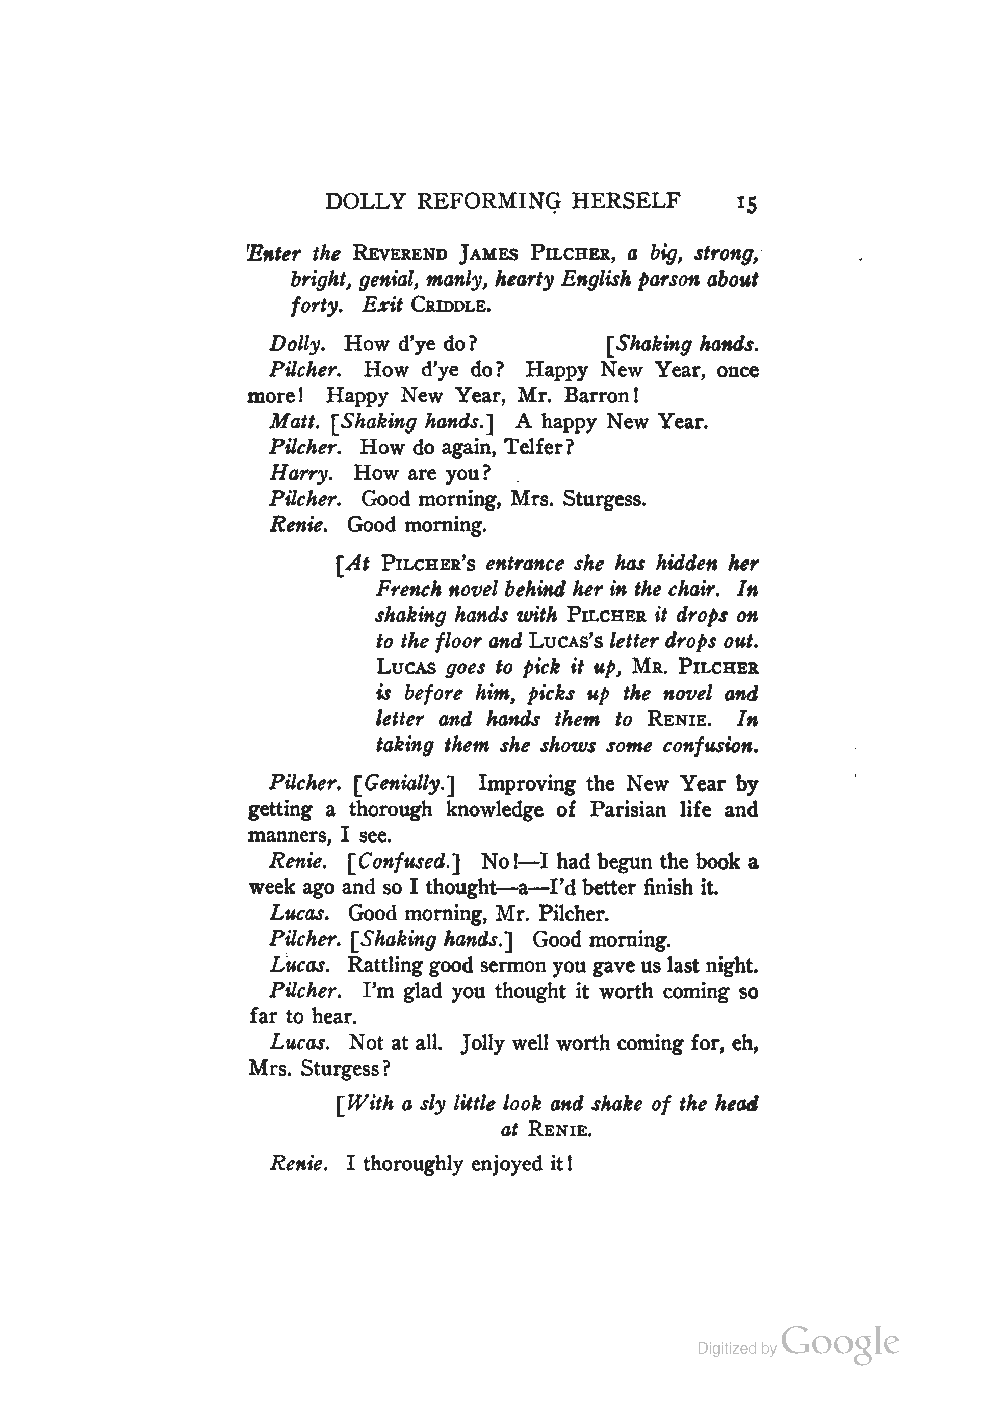 DOLLY REFORMING HERSELF 15
Enter the REVEREND JAMES PILCHER, a big, strong,
bright, genial, manly, hearty English parson about
forty. Exit CRIDDLE.
Dolly. How d'ye do? [Shaking hands.
Pilcher. How d'ye do? Happy New Year, once
more! Happy New Year, Mr. Barron!
Matt. [Shaking hands.] A happy New Year.
Pilcher. How do again, Telfer?
Harry. How are you?
Pilcher. Good morning, Mrs. Sturgess.
Renie. Good morning.
[At PILCHER'S entrance she has hidden her
French novel behind her in the chair. In
shaking hands with PILCHER it drops on
to the floor and LUCAS'S letter drops out.
LUCAS goes to pick it up, MR. PILCHER
is before him, picks up the novel and
letter and hands them to RENIE. In
taking them she shows some confusion.
Pilcher. [Genially.] Improving the New Year by
getting a thorough knowledge of Parisian life and
manners, I see.
Renie. [Confused.] No!—I had begun the book a
week ago and so I thought—a—I'd better finish it.
Lucas. Good morning, Mr. Pilcher.
Pilcher. [Shaking hands.] Good morning.
Lucas. Rattling good sermon you gave us last night.
Pilcher. I'm glad you thought it worth coming so
far to hear.
Lucas. Not at all. Jolly well worth coming for, eh,
Mrs. Sturgess?
[With a sly little look and shake of the head
at RENIE.
Renie. I thoroughly enjoyed it!
Digitized by Google